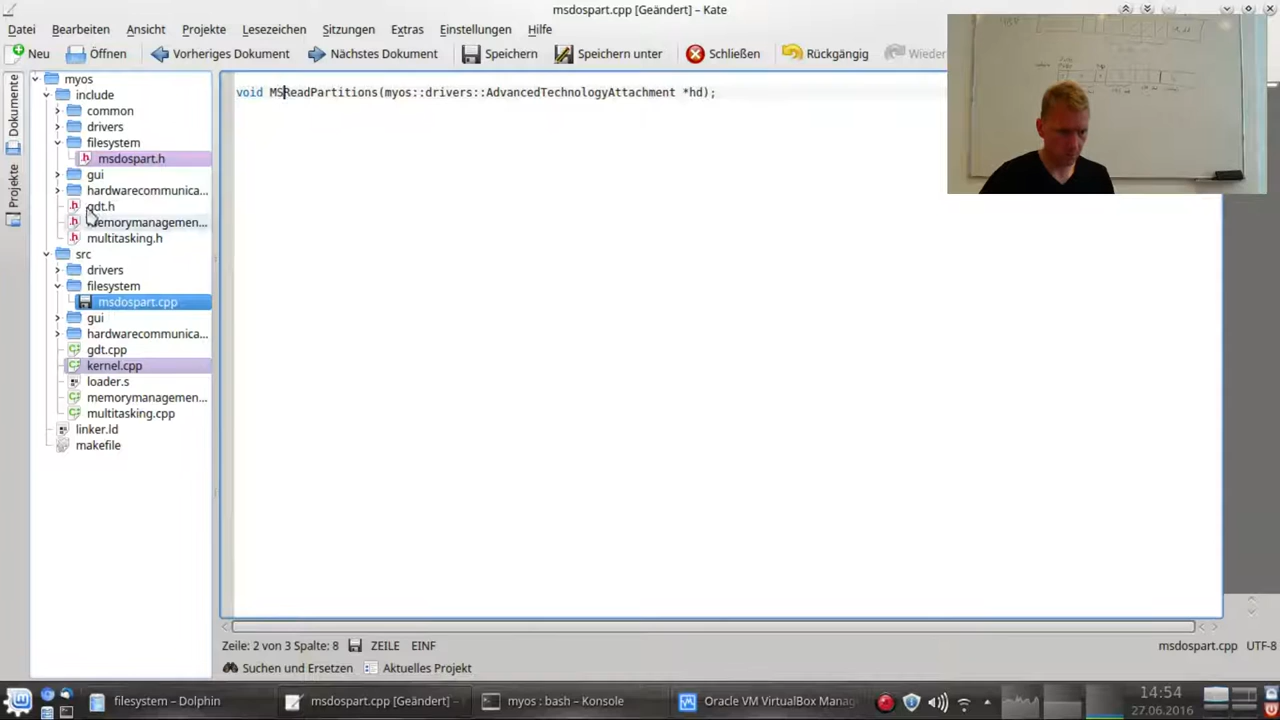 msdospart.cpp [Geändert] – Kate
Datei Bearbeiten Ansicht Projekte Lesezeichen Sitzungen Extras Einstellungen Hilfe
Neu Öffnen Vorheriges Dokument Nächstes Dokument Speichern Speichern unter Schließen Rückgängig Wieder
Dokumente
Projekte
myos
include
common
drivers
filesystem
msdospart.h
gui
hardwarecommunica...
gdt.h
memorymanagemen...
multitasking.h
src
drivers
filesystem
msdospart.cpp
gui
hardwarecommunica...
gdt.cpp
kernel.cpp
loader.s
memorymanagemen...
multitasking.cpp
linker.ld
makefile
void MSReadPartitions(myos::drivers::AdvancedTechnologyAttachment *hd);
Zeile: 2 von 3 Spalte: 8 ZEILE EINF msdospart.cpp UTF-8
Suchen und Ersetzen Aktuelles Projekt
filesystem – Dolphin msdospart.cpp [Geändert] – myos : bash – Konsole Oracle VM VirtualBox Manag
14:54
27.06.2016